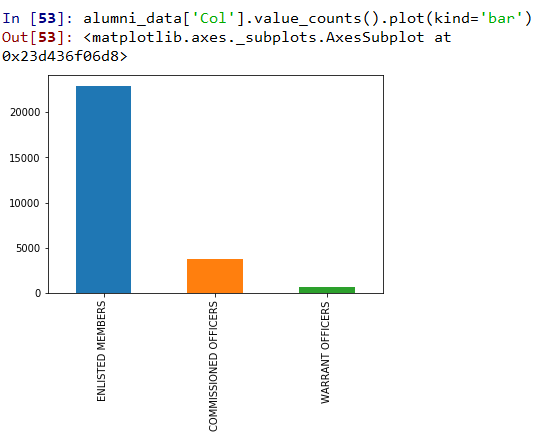 In [53]: alumni_data['Col'].value_counts().plot(kind='bar')
Out[53]: <matplotlib.axes._subplots.AxesSubplot at
0x23d436f06d8>
20000
15000
10000
5000
0
ENLISTED MEMBERS
COMMISSIONED OFFICERS
WARRANT OFFICERS